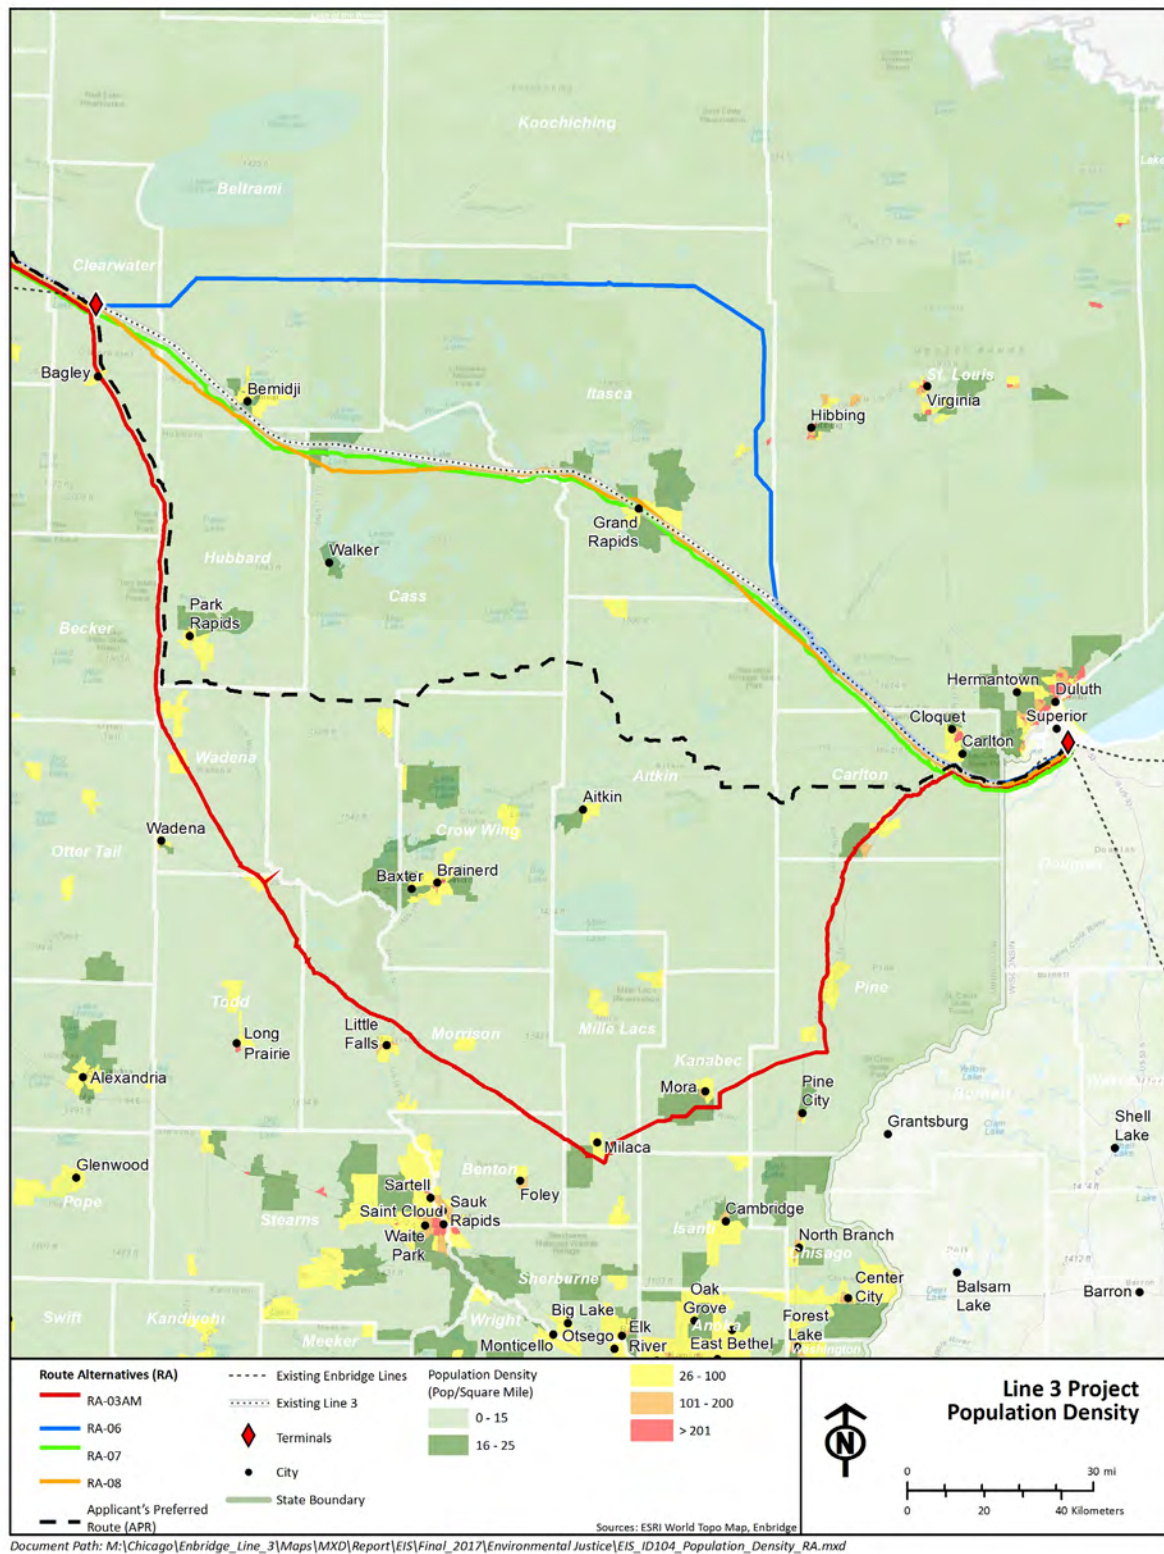 Koochiching
Beltrami
Lake
Clearwater
St. Louis
Virginia
Bagley
Bemidji
Itasca
Hibbing
Grand
Rapids
Walker
Hubbard
Cass
Park
Rapids
Becker
Hermantown
Duluth
Superior
Cloquet
Carlton
Wadena
Aitkin
Carlton
Aitkin
Wadena
Crow Wing
Otter Tail
Baxter
Brainerd
Douglas
Todd
Long
Prairie
Little
Falls
Morrison
Mille Lacs
Pine
Kanabec
Alexandria
Mora
Pine
City
Grantsburg
Shell
Lake
Milaca
Glenwood
Pope
Benton
Sartell
Foley
Stearns
Saint Cloud
Sauk
Rapids
Waite
Park
Cambridge
Isanti
North Branch
Chisago
Sherburne
Oak
Grove
Center
City
Balsam
Lake
Barron
Swift
Kandiyohi
Meeker
Wright
Big Lake
Monticello
Otsego
Elk
River
Anoka
East Bethel
Forest
Lake
Washington
Route Alternatives (RA)
RA-03AM
RA-06
RA-07
RA-08
Applicant's Preferred
Route (APR)
Existing Enbridge Lines
Existing Line 3
Terminals
City
State Boundary
Population Density
(Pop/Square Mile)
0 - 15
16 - 25
26 - 100
101 - 200
> 201
N
Line 3 Project
Population Density
0 30 mi
0 20 40 Kilometers
Sources: ESRI World Topo Map, Enbridge
Document Path: M:\Chicago\Enbridge_Line_3\Maps\MXD\Report\EIS\Final_2017\Environmental Justice\EIS_ID104_Population_Density_RA.mxd